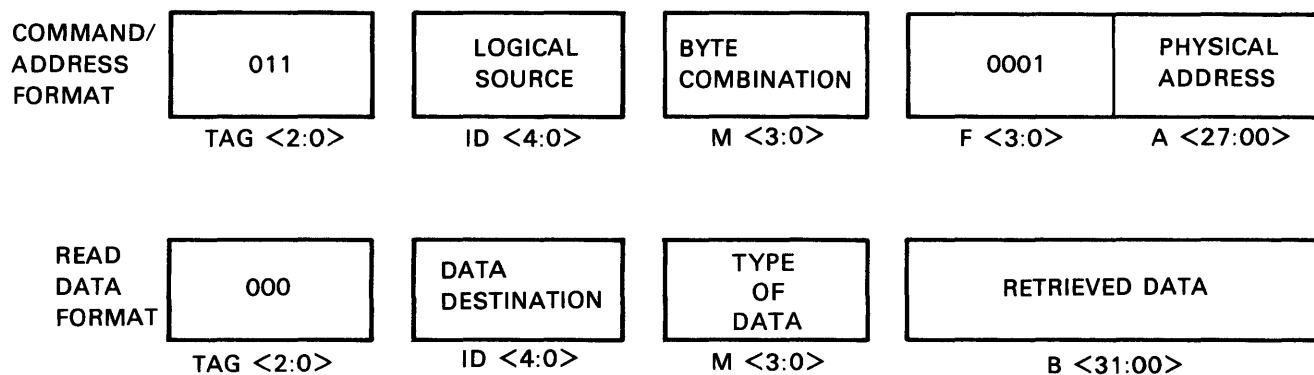 COMMAND/
ADDRESS
FORMAT
011
LOGICAL
SOURCE
BYTE
COMBINATION
0001
PHYSICAL
ADDRESS
TAG <2:0>
ID <4:0>
M <3:0>
F <3:0>
A <27:00>
READ
DATA
FORMAT
000
DATA
DESTINATION
TYPE
OF
DATA
RETRIEVED DATA
TAG <2:0>
ID <4:0>
M <3:0>
B <31:00>